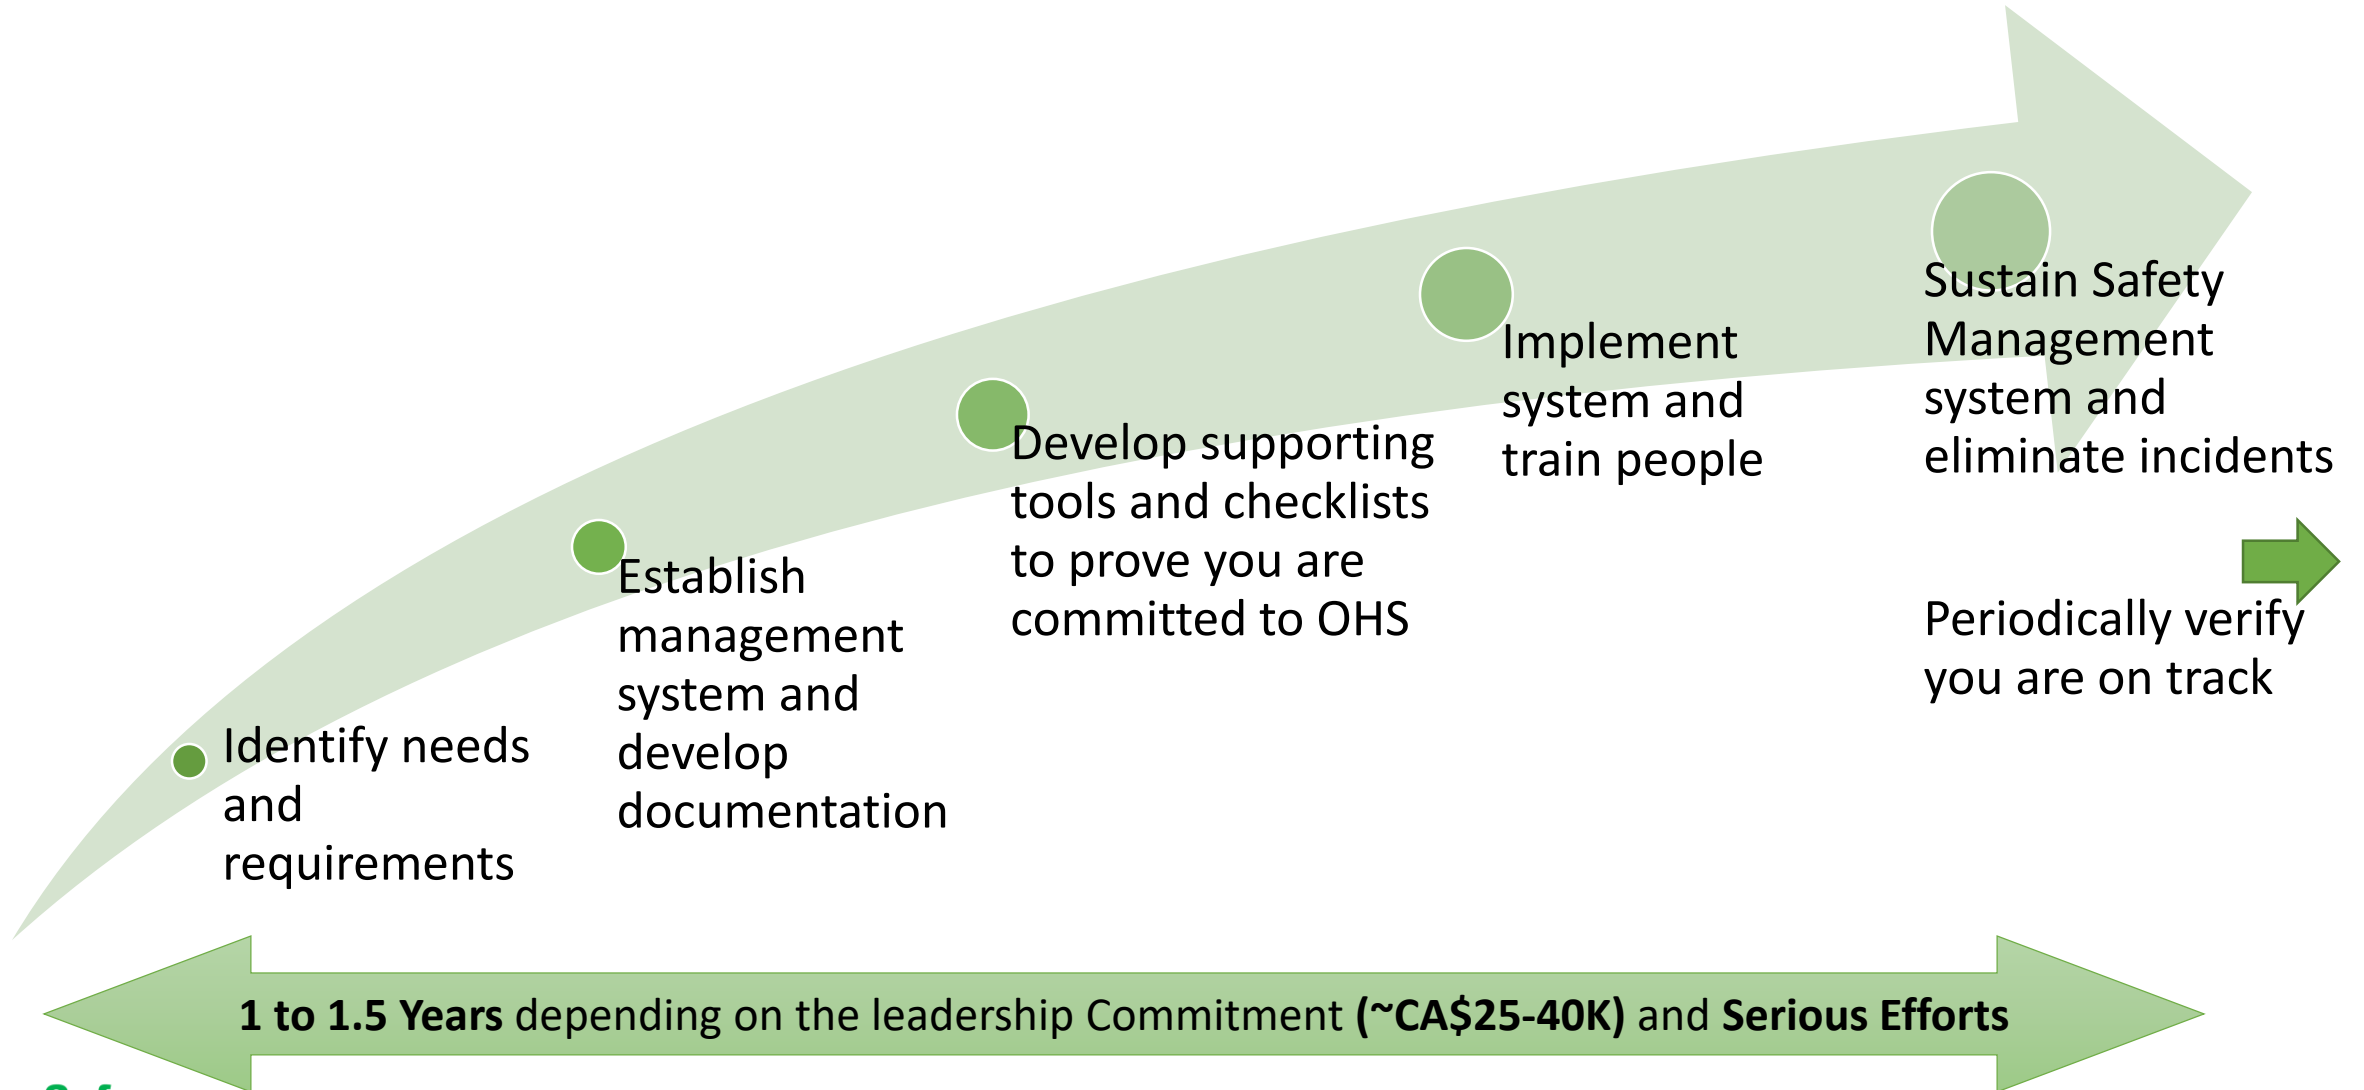 Identify needs
and
requirements
Establish
management
system and
develop
documentation
Develop supporting
tools and checklists
to prove you are
committed to OHS
Implement
system and
train people
Sustain Safety
Management
system and
eliminate incidents
Periodically verify
you are on track
1 to 1.5 Years depending on the leadership Commitment (~CA$25-40K) and Serious Efforts